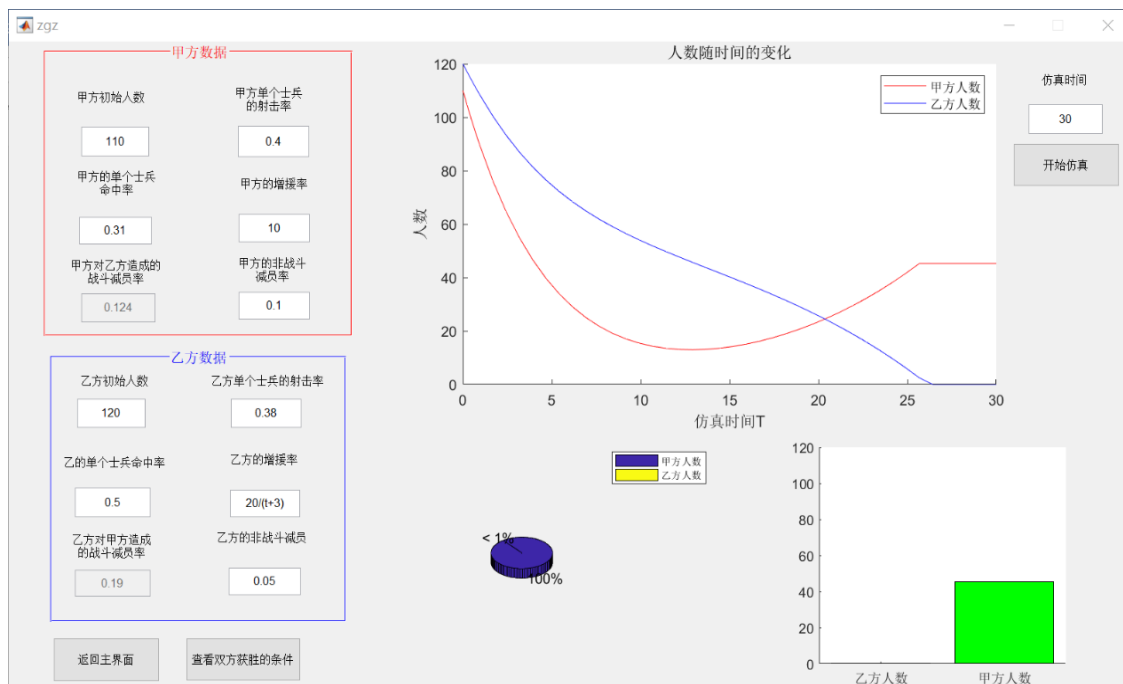 zgz
甲方数据
甲方初始人数
甲方单个士兵
的射击率
110
0.4
甲方的单个士兵
命中率
甲方的增援率
0.31
10
甲方对乙方造成的
战斗减员率
甲方的非战斗
减员率
0.124
0.1
乙方数据
乙方初始人数
乙方单个士兵的射击率
120
0.38
乙的单个士兵命中率
乙方的增援率
0.5
20/(t+3)
乙方对甲方造成
的战斗减员率
乙方的非战斗减员
0.19
0.05
返回主界面
查看双方获胜的条件
人数随时间的变化
120
100
80
60
40
20
0
人数
0
5
10
15
20
25
30
仿真时间T
甲方人数
乙方人数
仿真时间
30
开始仿真
甲方人数
乙方人数
< 1%
100%
120
100
80
60
40
20
0
乙方人数
甲方人数